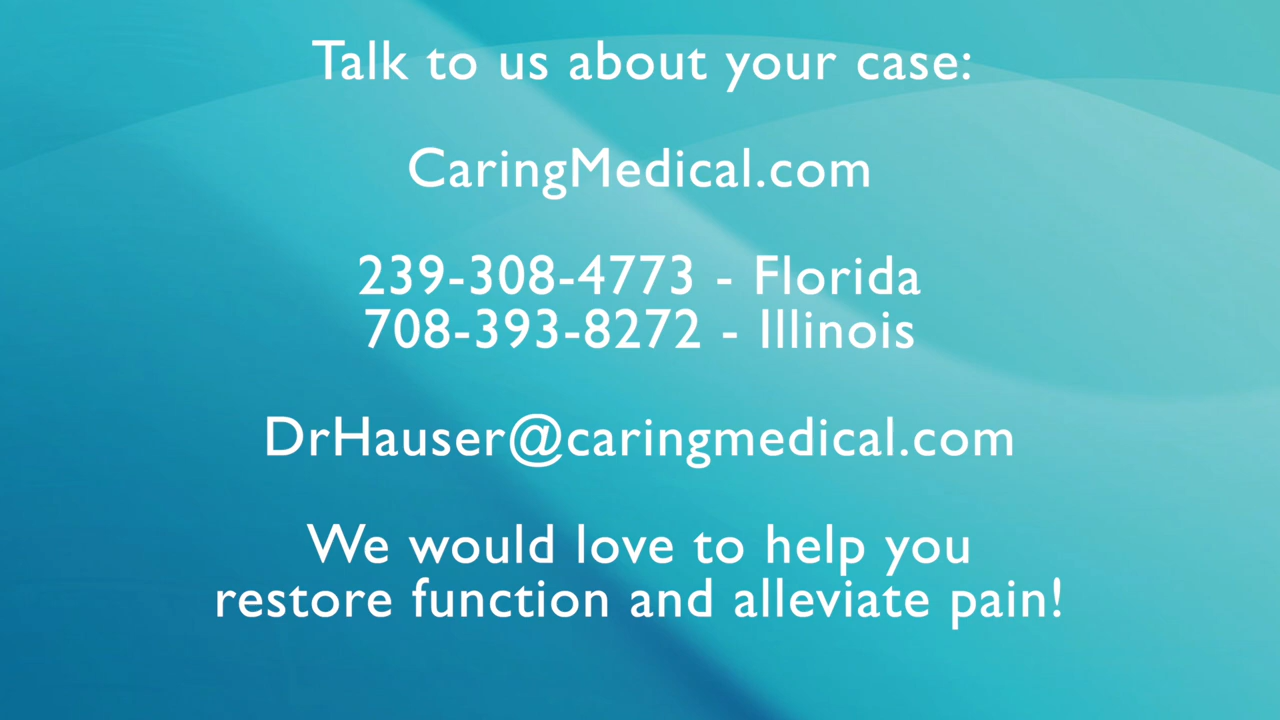 Talk to us about your case:
CaringMedical.com
239-308-4773 - Florida
708-393-8272 - Illinois
DrHauser@caringmedical.com
We would love to help you
restore function and alleviate pain!